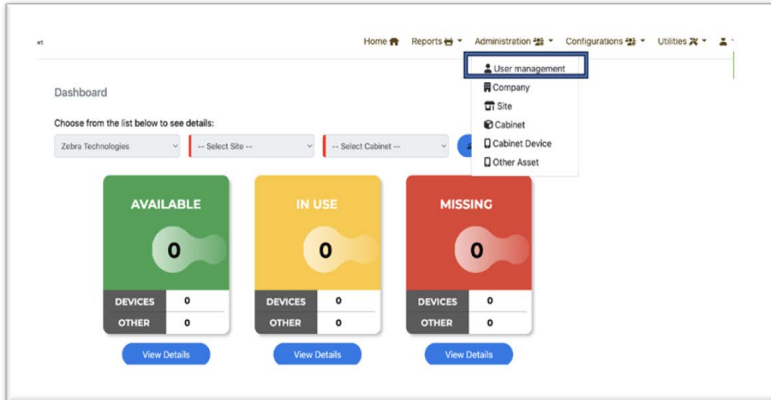 Home Reports Administration Configurations Utilities
User management
Company
Site
Cabinet
Cabinet Device
Other Asset
Dashboard
Choose from the list below to see details:
Zebra Technologies -- Select Site -- -- Select Cabinet --
AVAILABLE IN USE MISSING
0 0 0
DEVICES 0 DEVICES 0 DEVICES 0
OTHER 0 OTHER 0 OTHER 0
View Details View Details View Details